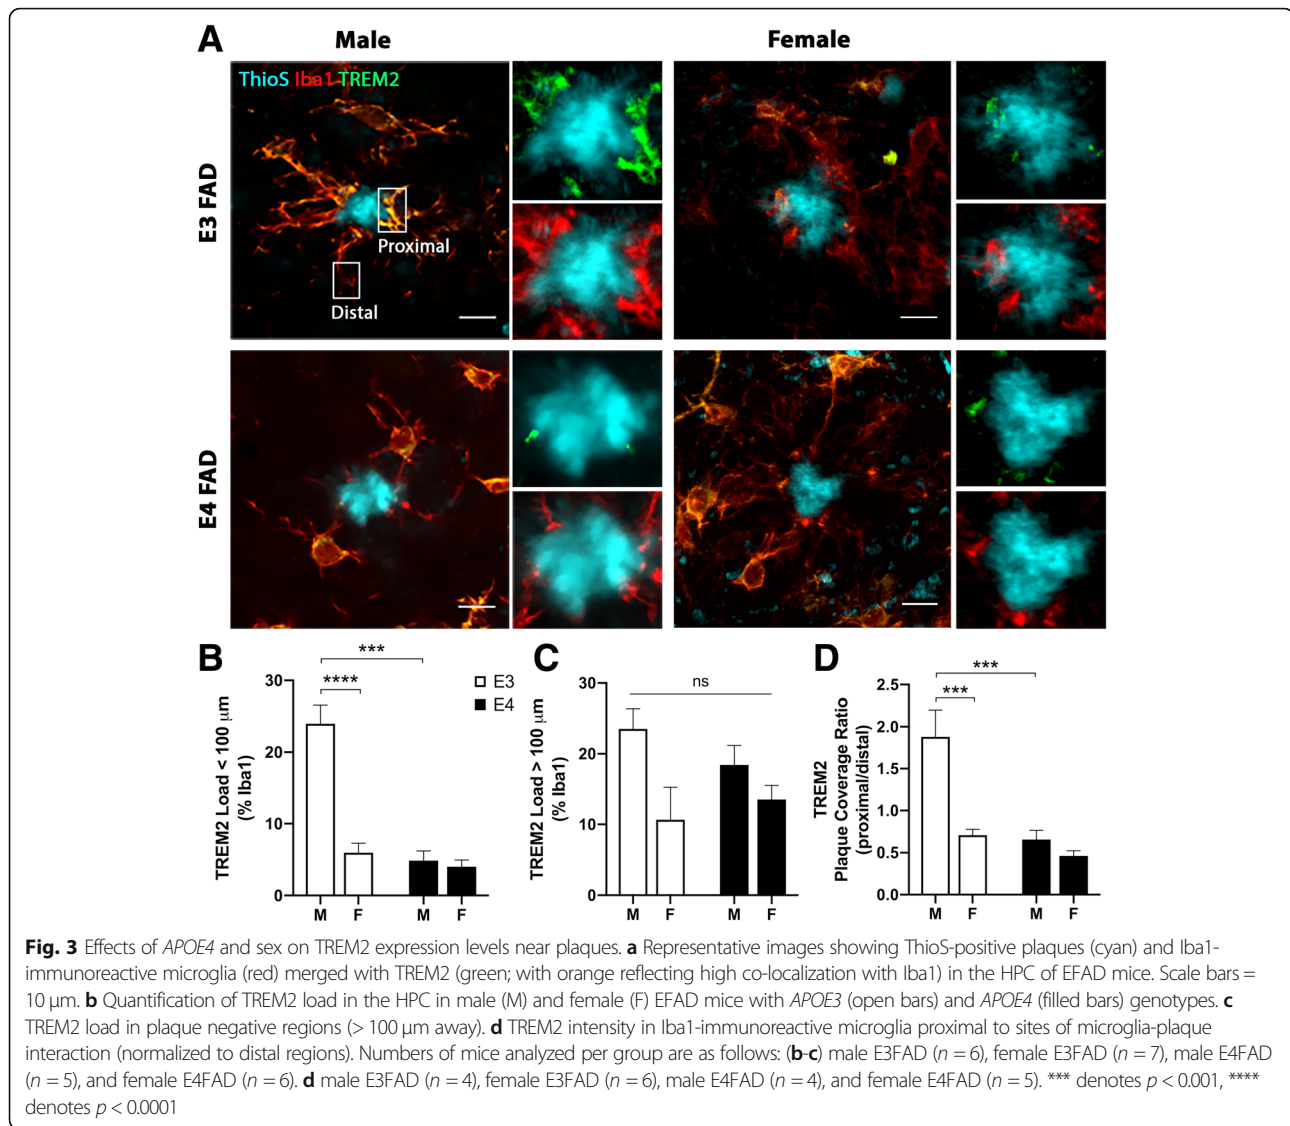 A
Male
Female
ThioS Iba1 TREM2
E3 FAD
Proximal
Distal
E4 FAD
B
***
****
TREM2 Load < 100 µm
(% Iba1)
30
20
10
0
M F M F
E3
E4
C
ns
TREM2 Load > 100 µm
(% Iba1)
30
20
10
0
M F M F
D
***
***
TREM2
Plaque Coverage Ratio
(proximal/distal)
2.5
2.0
1.5
1.0
0.5
0.0
M F M F
Fig. 3 Effects of APOE4 and sex on TREM2 expression levels near plaques. a Representative images showing ThioS-positive plaques (cyan) and Iba1-
immunoreactive microglia (red) merged with TREM2 (green; with orange reflecting high co-localization with Iba1) in the HPC of EFAD mice. Scale bars =
10 µm. b Quantification of TREM2 load in the HPC in male (M) and female (F) EFAD mice with APOE3 (open bars) and APOE4 (filled bars) genotypes. c
TREM2 load in plaque negative regions (> 100 µm away). d TREM2 intensity in Iba1-immunoreactive microglia proximal to sites of microglia-plaque
interaction (normalized to distal regions). Numbers of mice analyzed per group are as follows: (b-c) male E3FAD (n = 6), female E3FAD (n = 7), male E4FAD
(n = 5), and female E4FAD (n = 6). d male E3FAD (n = 4), female E3FAD (n = 6), male E4FAD (n = 4), and female E4FAD (n = 5). *** denotes p < 0.001, ****
denotes p < 0.0001